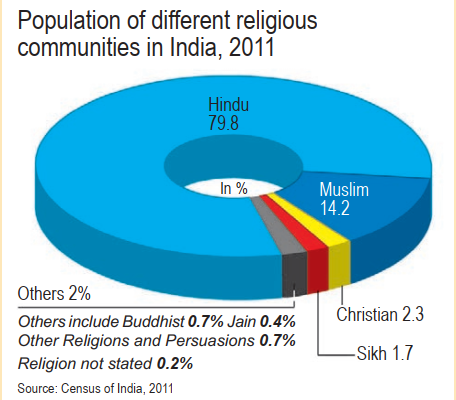 Population of different religious
communities in India, 2011
Hindu
79.8
In %
Muslim
14.2
Others 2%
Christian 2.3
Others include Buddhist 0.7% Jain 0.4%
Other Religions and Persuasions 0.7%
Sikh 1.7
Religion not stated 0.2%
Source: Census of India, 2011